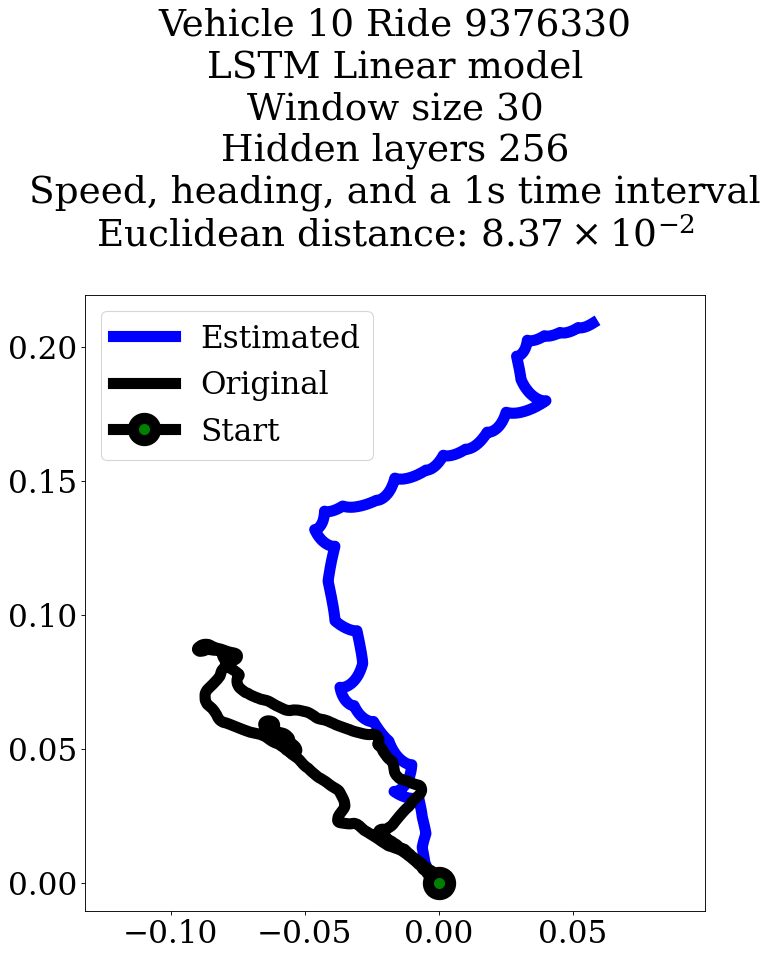 Vehicle 10 Ride 9376330
LSTM Linear model
Window size 30
Hidden layers 256
Speed, heading, and a 1s time interval
Euclidean distance: 8.37 × 10⁻²
Estimated
Original
Start
0.20
0.15
0.10
0.05
0.00
−0.10 −0.05 0.00 0.05